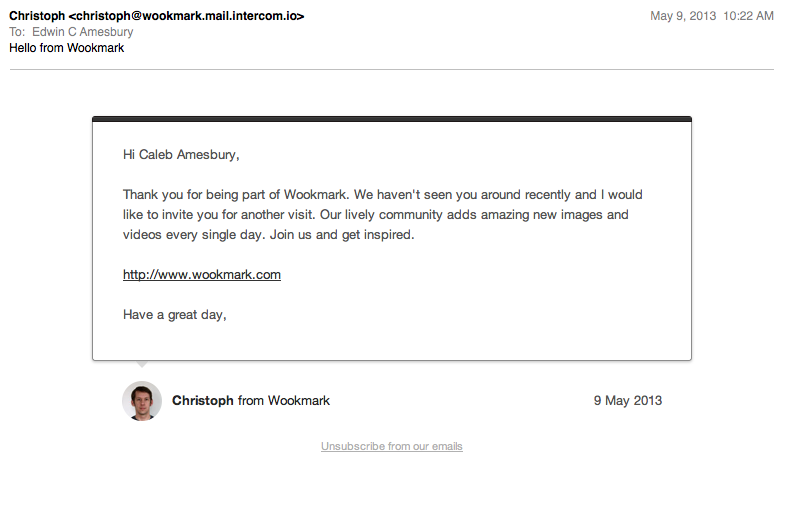 Christoph <christoph@wookmark.mail.intercom.io> May 9, 2013 10:22 AM
To: Edwin C Amesbury
Hello from Wookmark
Hi Caleb Amesbury,
Thank you for being part of Wookmark. We haven't seen you around recently and I would
like to invite you for another visit. Our lively community adds amazing new images and
videos every single day. Join us and get inspired.
http://www.wookmark.com
Have a great day,
Christoph from Wookmark 9 May 2013
Unsubscribe from our emails